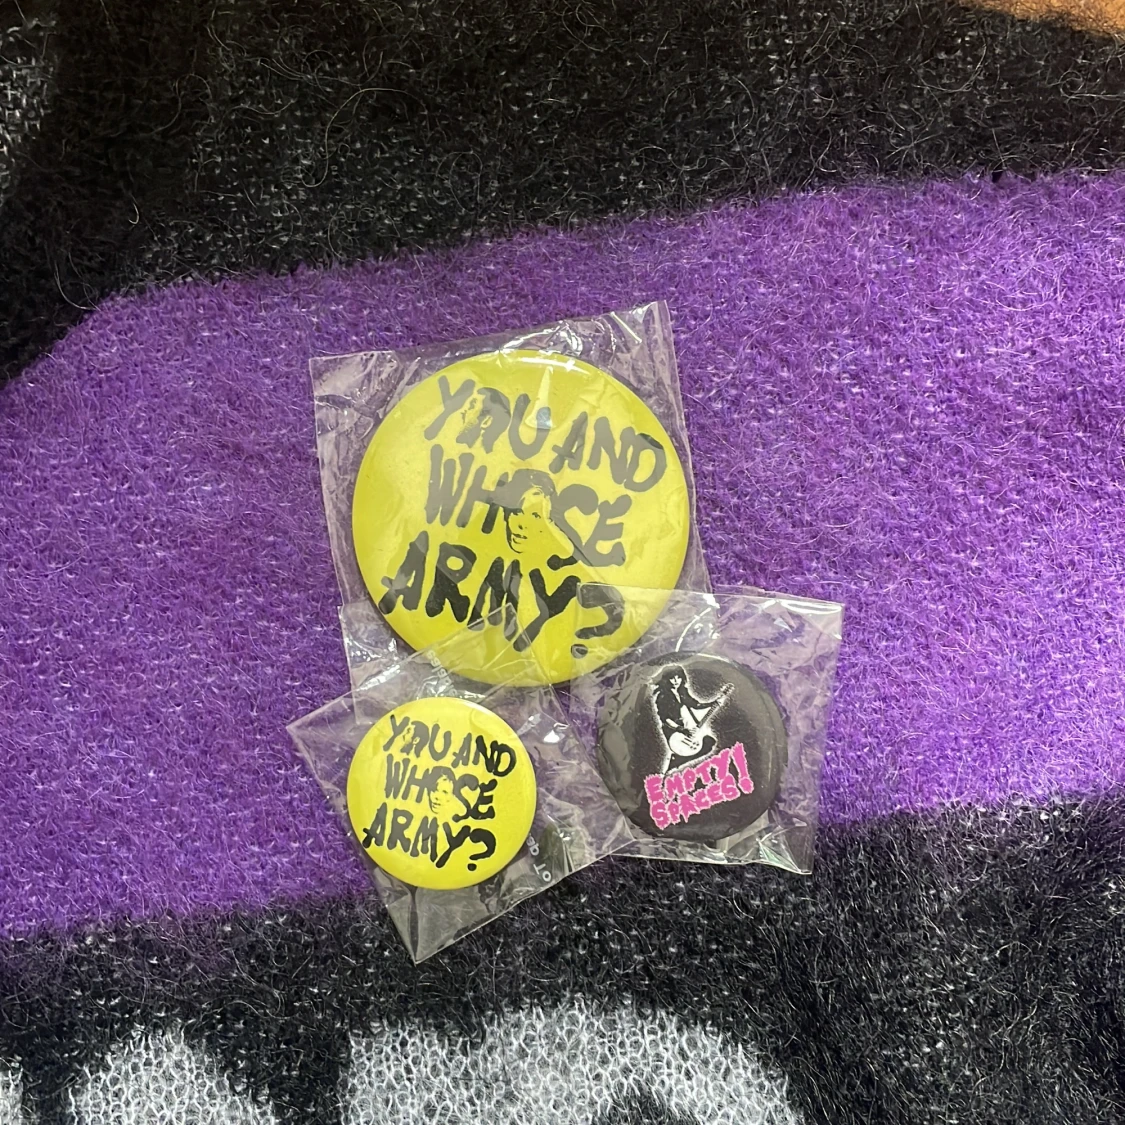 YOU AND
WHOSE
ARMY?
YOU AND
WHOSE
ARMY?
EMPTY!
SPACES!